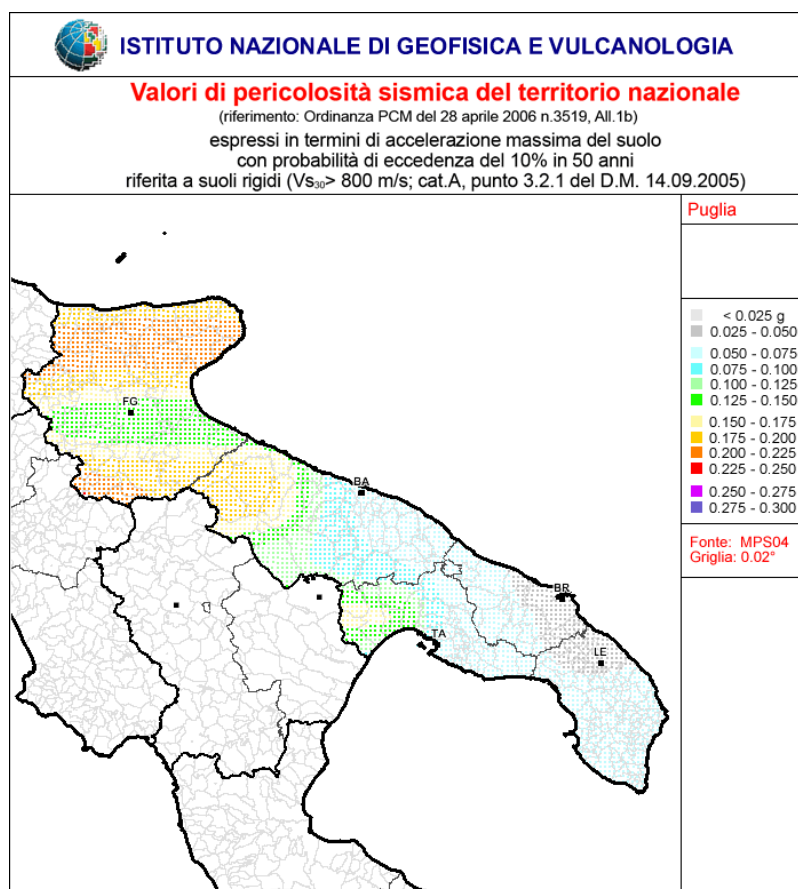 ISTITUTO NAZIONALE DI GEOFISICA E VULCANOLOGIA
Valori di pericolosità sismica del territorio nazionale
(riferimento: Ordinanza PCM del 28 aprile 2006 n.3519, All.1b)
espressi in termini di accelerazione massima del suolo
con probabilità di eccedenza del 10% in 50 anni
riferita a suoli rigidi (Vs₃₀> 800 m/s; cat.A, punto 3.2.1 del D.M. 14.09.2005)
Puglia
< 0.025 g
0.025 - 0.050
0.050 - 0.075
0.075 - 0.100
0.100 - 0.125
0.125 - 0.150
0.150 - 0.175
0.175 - 0.200
0.200 - 0.225
0.225 - 0.250
0.250 - 0.275
0.275 - 0.300
Fonte: MPS04
Griglia: 0.02°
FG
BA
BR
TA
LE